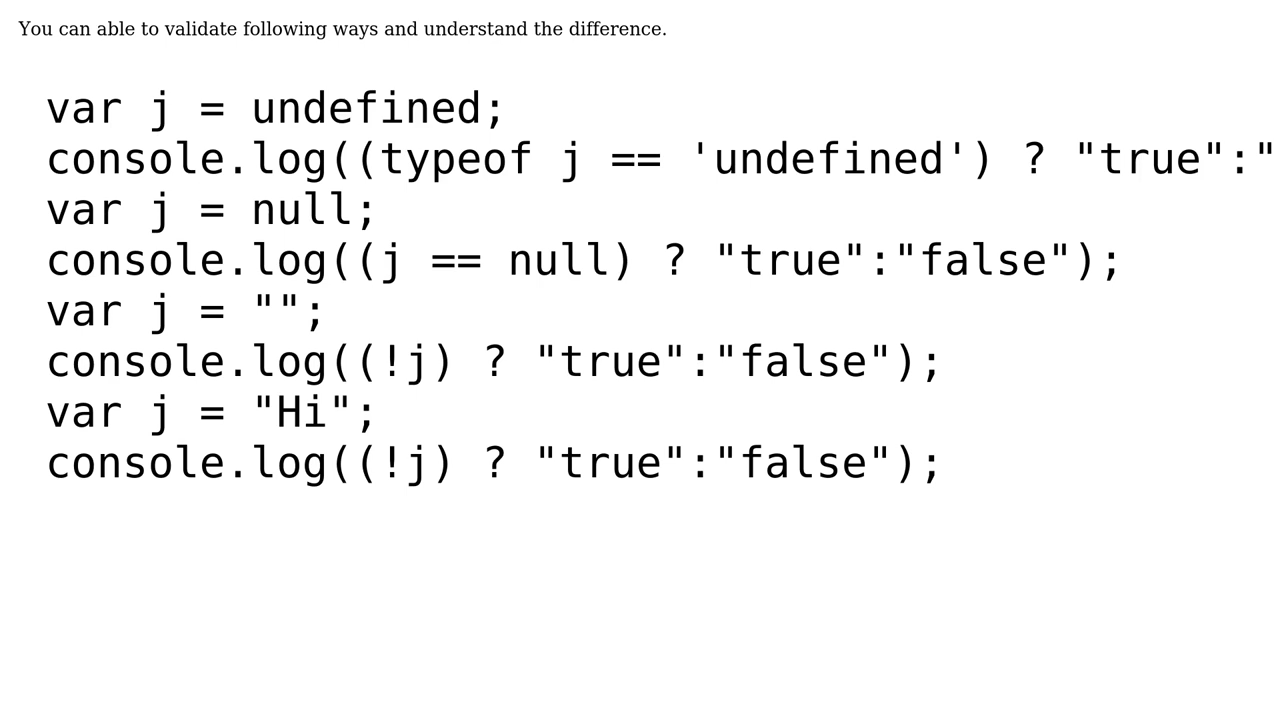 You can able to validate following ways and understand the difference.
var j = undefined;
console.log((typeof j == 'undefined') ? "true":"
var j = null;
console.log((j == null) ? "true":"false");
var j = "";
console.log((!j) ? "true":"false");
var j = "Hi";
console.log((!j) ? "true":"false");